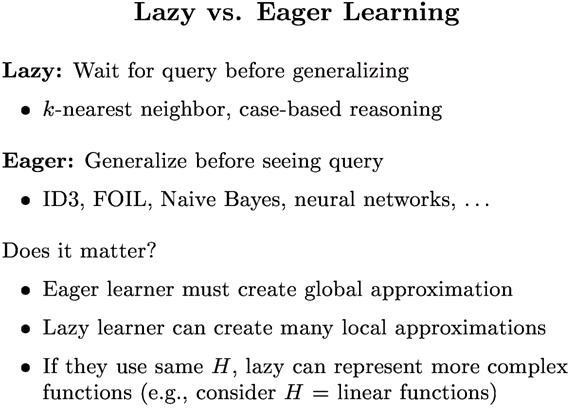 Lazy vs. Eager Learning
Lazy: Wait for query before generalizing
• k-nearest neighbor, case-based reasoning
Eager: Generalize before seeing query
• ID3, FOIL, Naive Bayes, neural networks, ...
Does it matter?
• Eager learner must create global approximation
• Lazy learner can create many local approximations
• If they use same H, lazy can represent more complex
functions (e.g., consider H = linear functions)